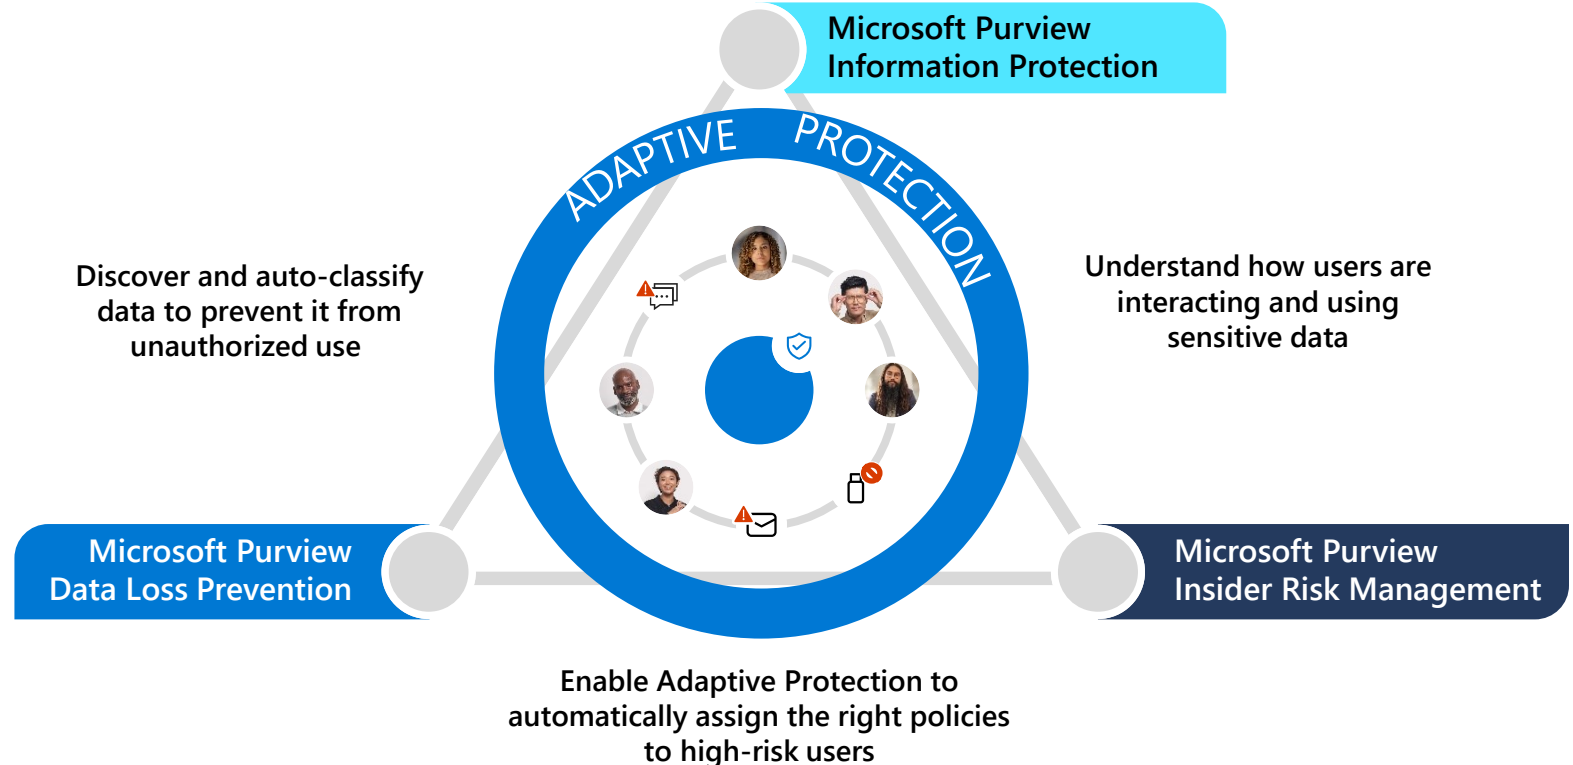 Microsoft Purview
Information Protection
ADAPTIVE PROTECTION
Discover and auto-classify
data to prevent it from
unauthorized use
Understand how users are
interacting and using
sensitive data
Microsoft Purview
Data Loss Prevention
Microsoft Purview
Insider Risk Management
Enable Adaptive Protection to
automatically assign the right policies
to high-risk users